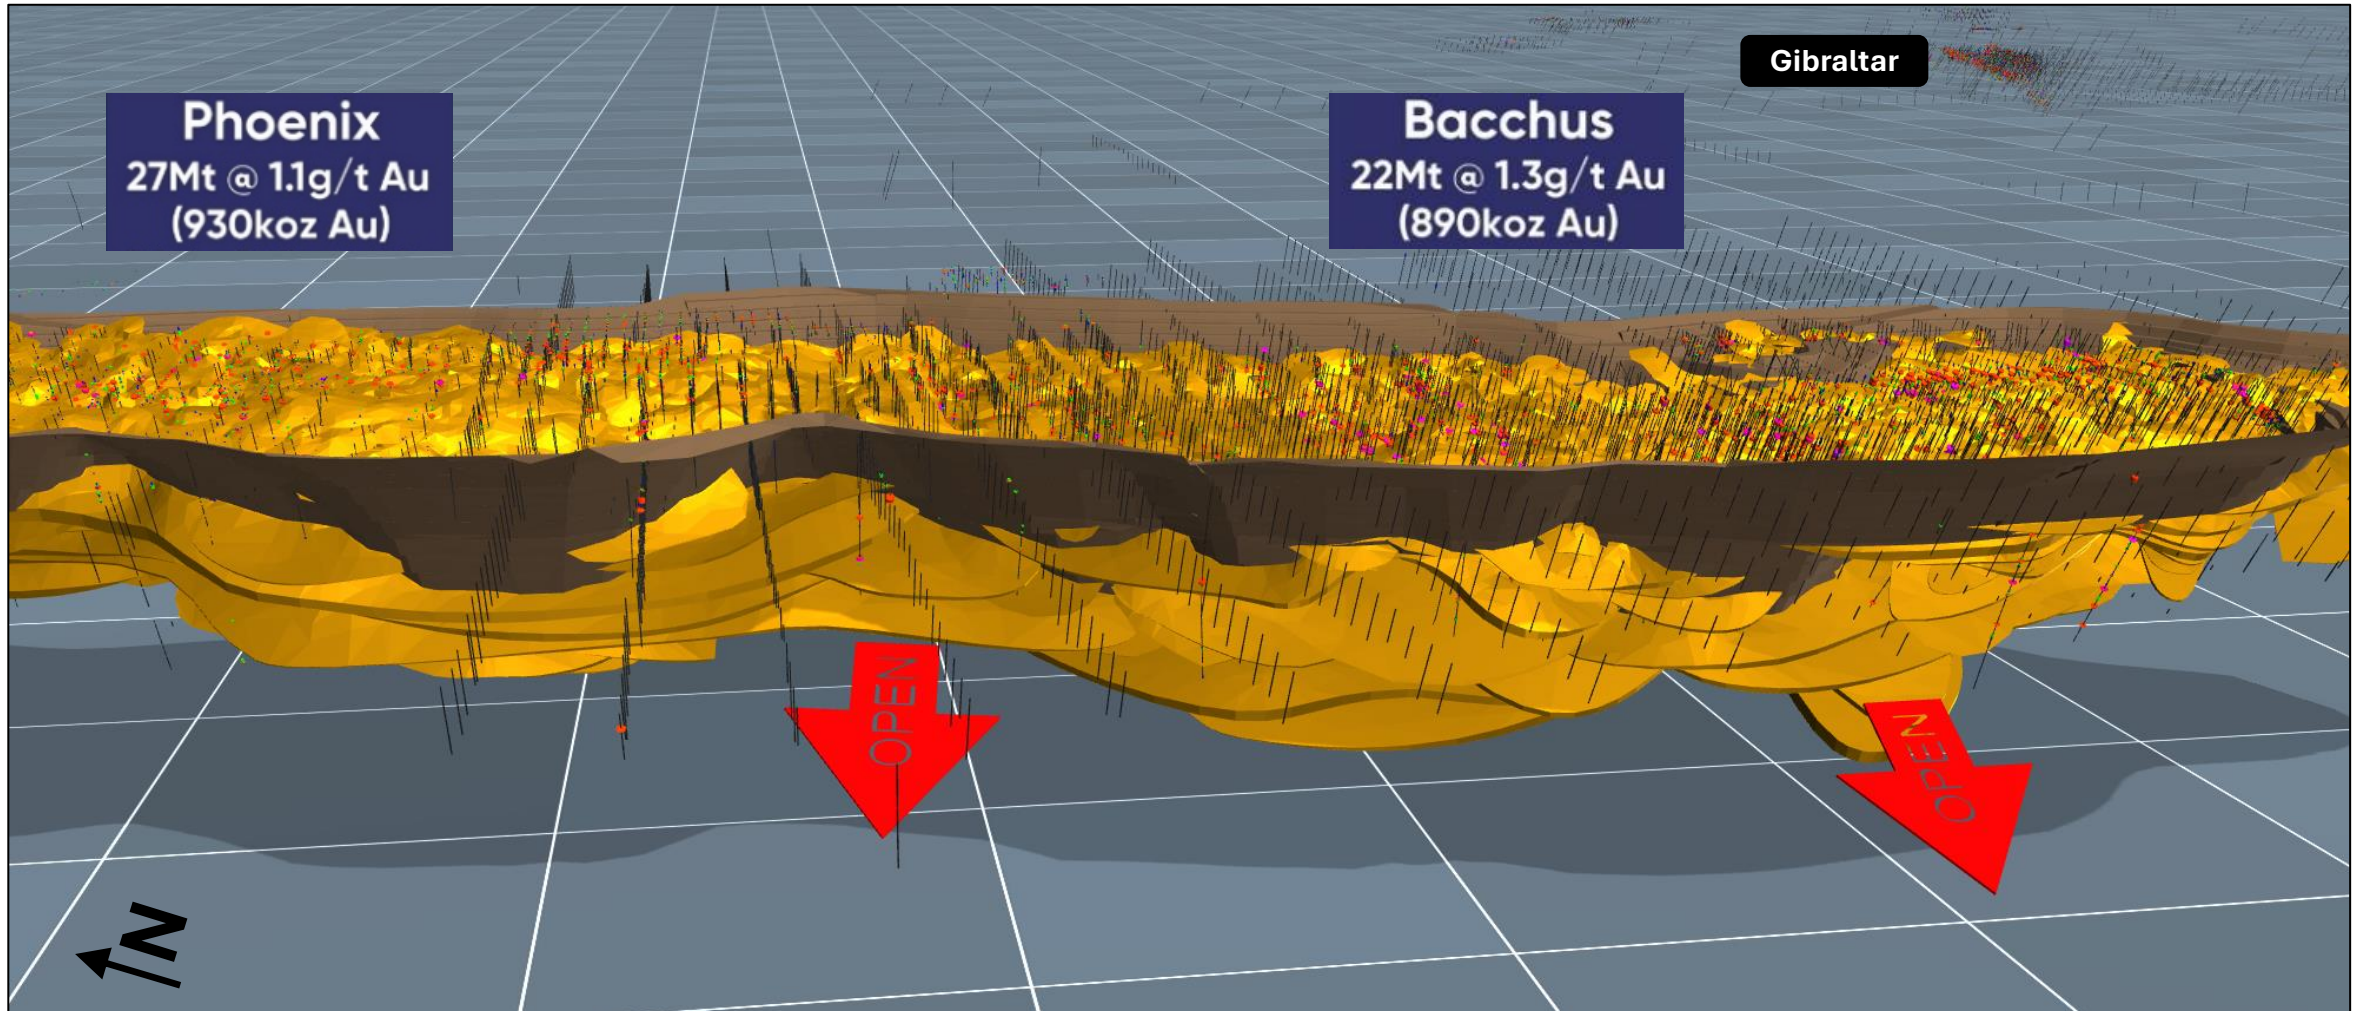 Gibraltar
Phoenix
27Mt @ 1.1g/t Au
(930koz Au)
Bacchus
22Mt @ 1.3g/t Au
(890koz Au)
OPEN
OPEN
N